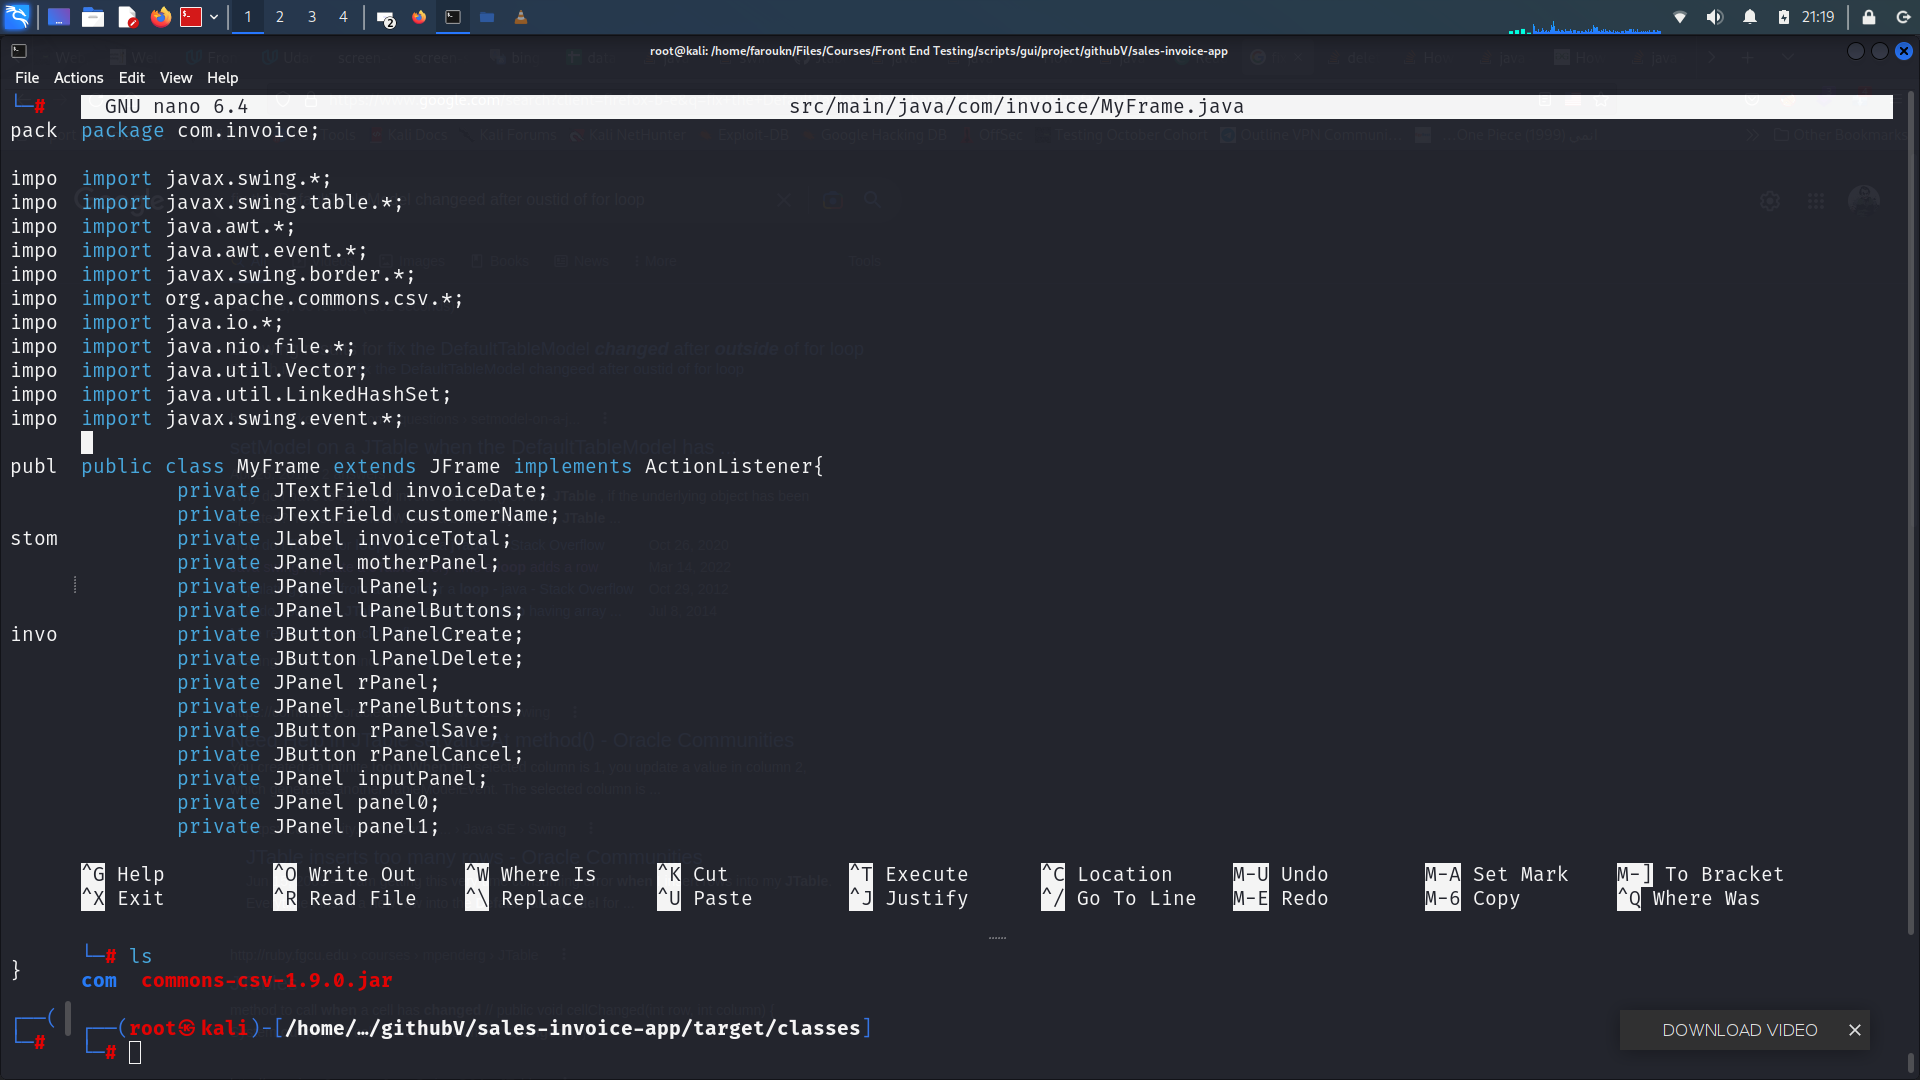 1 2 3 4
2
21:19
root@kali: /home/faroukn/Files/Courses/Front End Testing/scripts/gui/project/githubV/sales-invoice-app
File Actions Edit View Help
└─#
pack
impo
impo
impo
impo
impo
impo
impo
impo
impo
impo
impo
publ
stom
invo
}
┌──(
└─#
GNU nano 6.4 src/main/java/com/invoice/MyFrame.java
package com.invoice;
import javax.swing.*;
import javax.swing.table.*;
import java.awt.*;
import java.awt.event.*;
import javax.swing.border.*;
import org.apache.commons.csv.*;
import java.io.*;
import java.nio.file.*;
import java.util.Vector;
import java.util.LinkedHashSet;
import javax.swing.event.*;
public class MyFrame extends JFrame implements ActionListener{
private JTextField invoiceDate;
private JTextField customerName;
private JLabel invoiceTotal;
private JPanel motherPanel;
private JPanel lPanel;
private JPanel lPanelButtons;
private JButton lPanelCreate;
private JButton lPanelDelete;
private JPanel rPanel;
private JPanel rPanelButtons;
private JButton rPanelSave;
private JButton rPanelCancel;
private JPanel inputPanel;
private JPanel panel0;
private JPanel panel1;
^G Help ^O Write Out ^W Where Is ^K Cut ^T Execute ^C Location M-U Undo M-A Set Mark M-] To Bracket
^X Exit ^R Read File ^\ Replace ^U Paste ^J Justify ^/ Go To Line M-E Redo M-6 Copy ^Q Where Was
└─# ls
com commons-csv-1.9.0.jar
┌──(root㉿kali)-[/home/…/githubV/sales-invoice-app/target/classes]
└─#
DOWNLOAD VIDEO ×